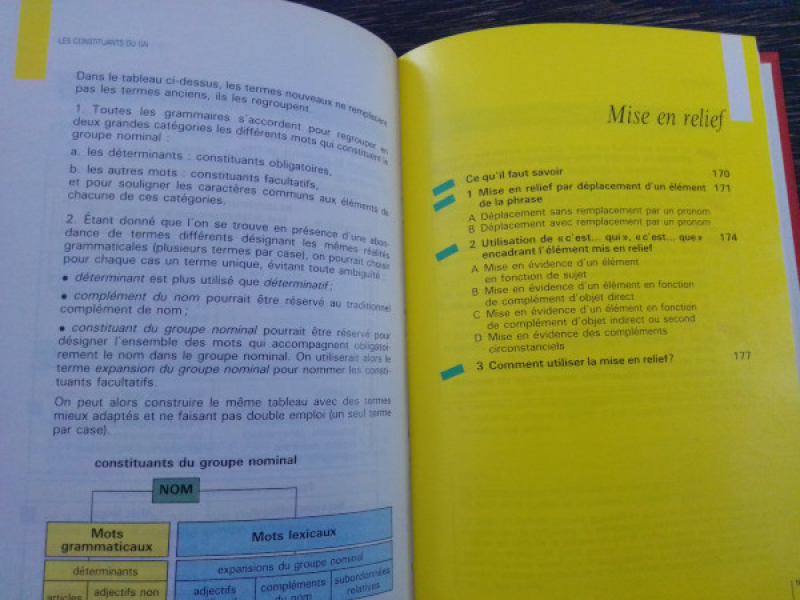 LES CONSTITUANTS DU GN
Dans le tableau ci-dessus, les termes nouveaux ne remplacent
pas les termes anciens, ils les regroupent.
1. Toutes les grammaires s'accordent pour regrouper en
deux grandes catégories les différents mots qui constituent le
groupe nominal :
a. les déterminants : constituants obligatoires,
b. les autres mots : constituants facultatifs,
et pour souligner les caractères communs aux éléments de
chacune de ces catégories.
2. Étant donné que l'on se trouve en présence d'une abon-
dance de termes différents désignant les mêmes réalités
grammaticales (plusieurs termes par case), on pourrait choisir
pour chaque cas un terme unique, évitant toute ambiguïté :
• déterminant est plus utilisé que déterminatif ;
• complément du nom pourrait être réservé au traditionnel
complément de nom ;
• constituant du groupe nominal pourrait être réservé pour
désigner l'ensemble des mots qui accompagnent obligatoi-
rement le nom dans le groupe nominal. On utiliserait alors le
terme expansion du groupe nominal pour nommer les consti-
tuants facultatifs.
On peut alors construire le même tableau avec des termes
mieux adaptés et ne faisant pas double emploi (un seul terme
par case).
constituants du groupe nominal
NOM
Mots
grammaticaux
Mots lexicaux
déterminants
expansions du groupe nominal
articles
adjectifs non
adjectifs
compléments
du nom
subordonnées
relatives
Mise en relief
Ce qu'il faut savoir 170
1 Mise en relief par déplacement d'un élément 171
de la phrase
A Déplacement sans remplacement par un pronom
B Déplacement avec remplacement par un pronom
2 Utilisation de « c'est... qui », « c'est... que » 174
encadrant l'élément mis en relief
A Mise en évidence d'un élément
en fonction de sujet
B Mise en évidence d'un élément en fonction
de complément d'objet direct
C Mise en évidence d'un élément en fonction
de complément d'objet indirect ou second
D Mise en évidence des compléments
circonstanciels
3 Comment utiliser la mise en relief ? 177